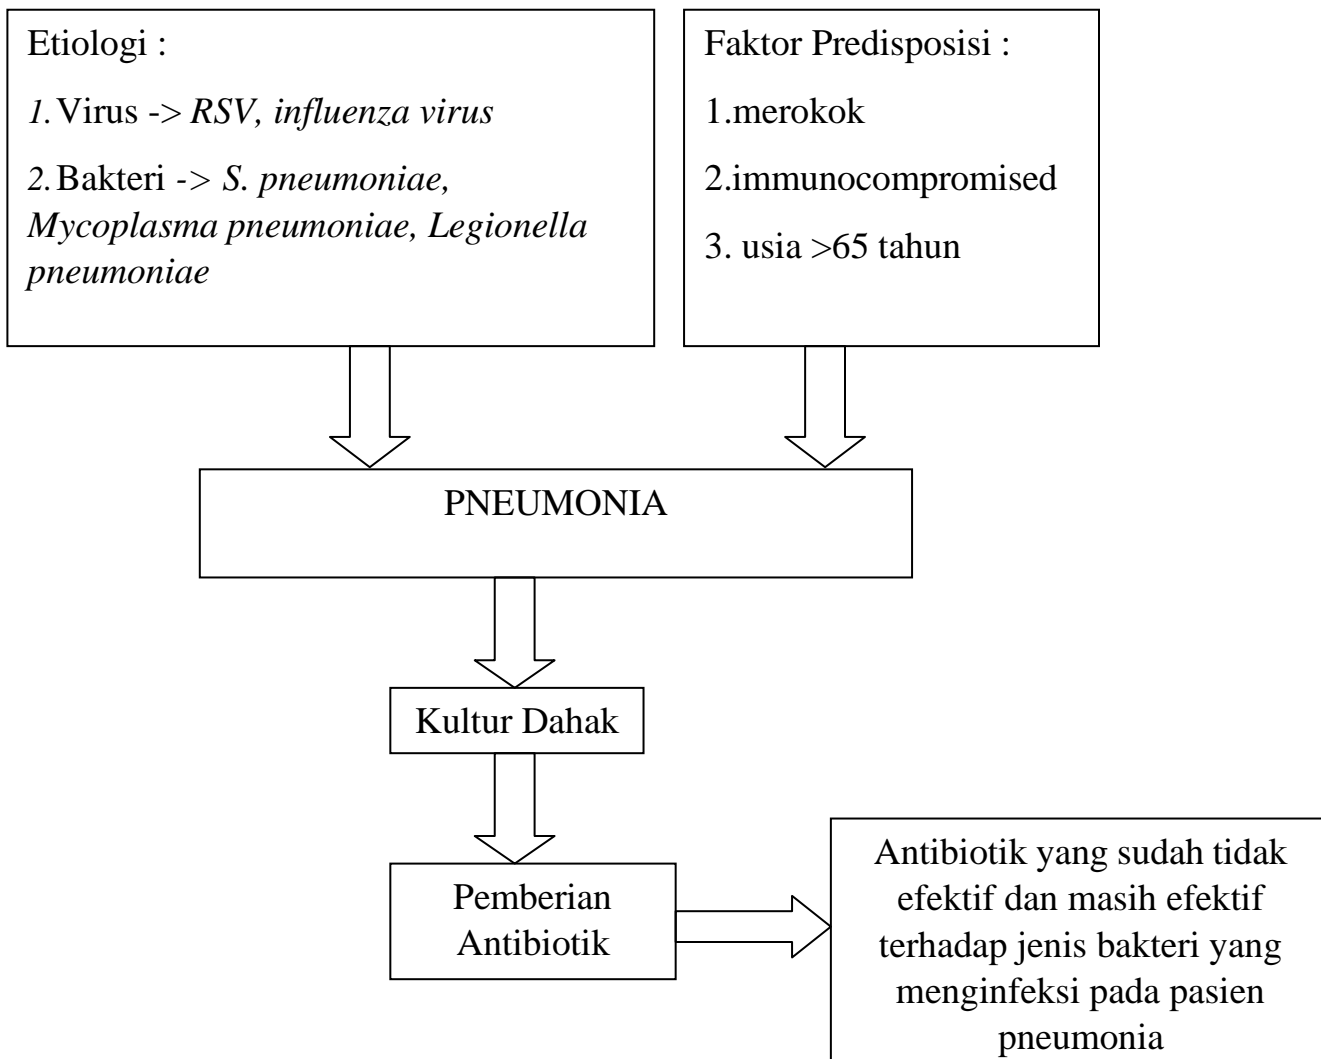 Etiologi :
1. Virus -> RSV, influenza virus
2. Bakteri -> S. pneumoniae,
Mycoplasma pneumoniae, Legionella
pneumoniae
Faktor Predisposisi :
1.merokok
2.immunocompromised
3. usia >65 tahun
PNEUMONIA
Kultur Dahak
Pemberian
Antibiotik
Antibiotik yang sudah tidak
efektif dan masih efektif
terhadap jenis bakteri yang
menginfeksi pada pasien
pneumonia